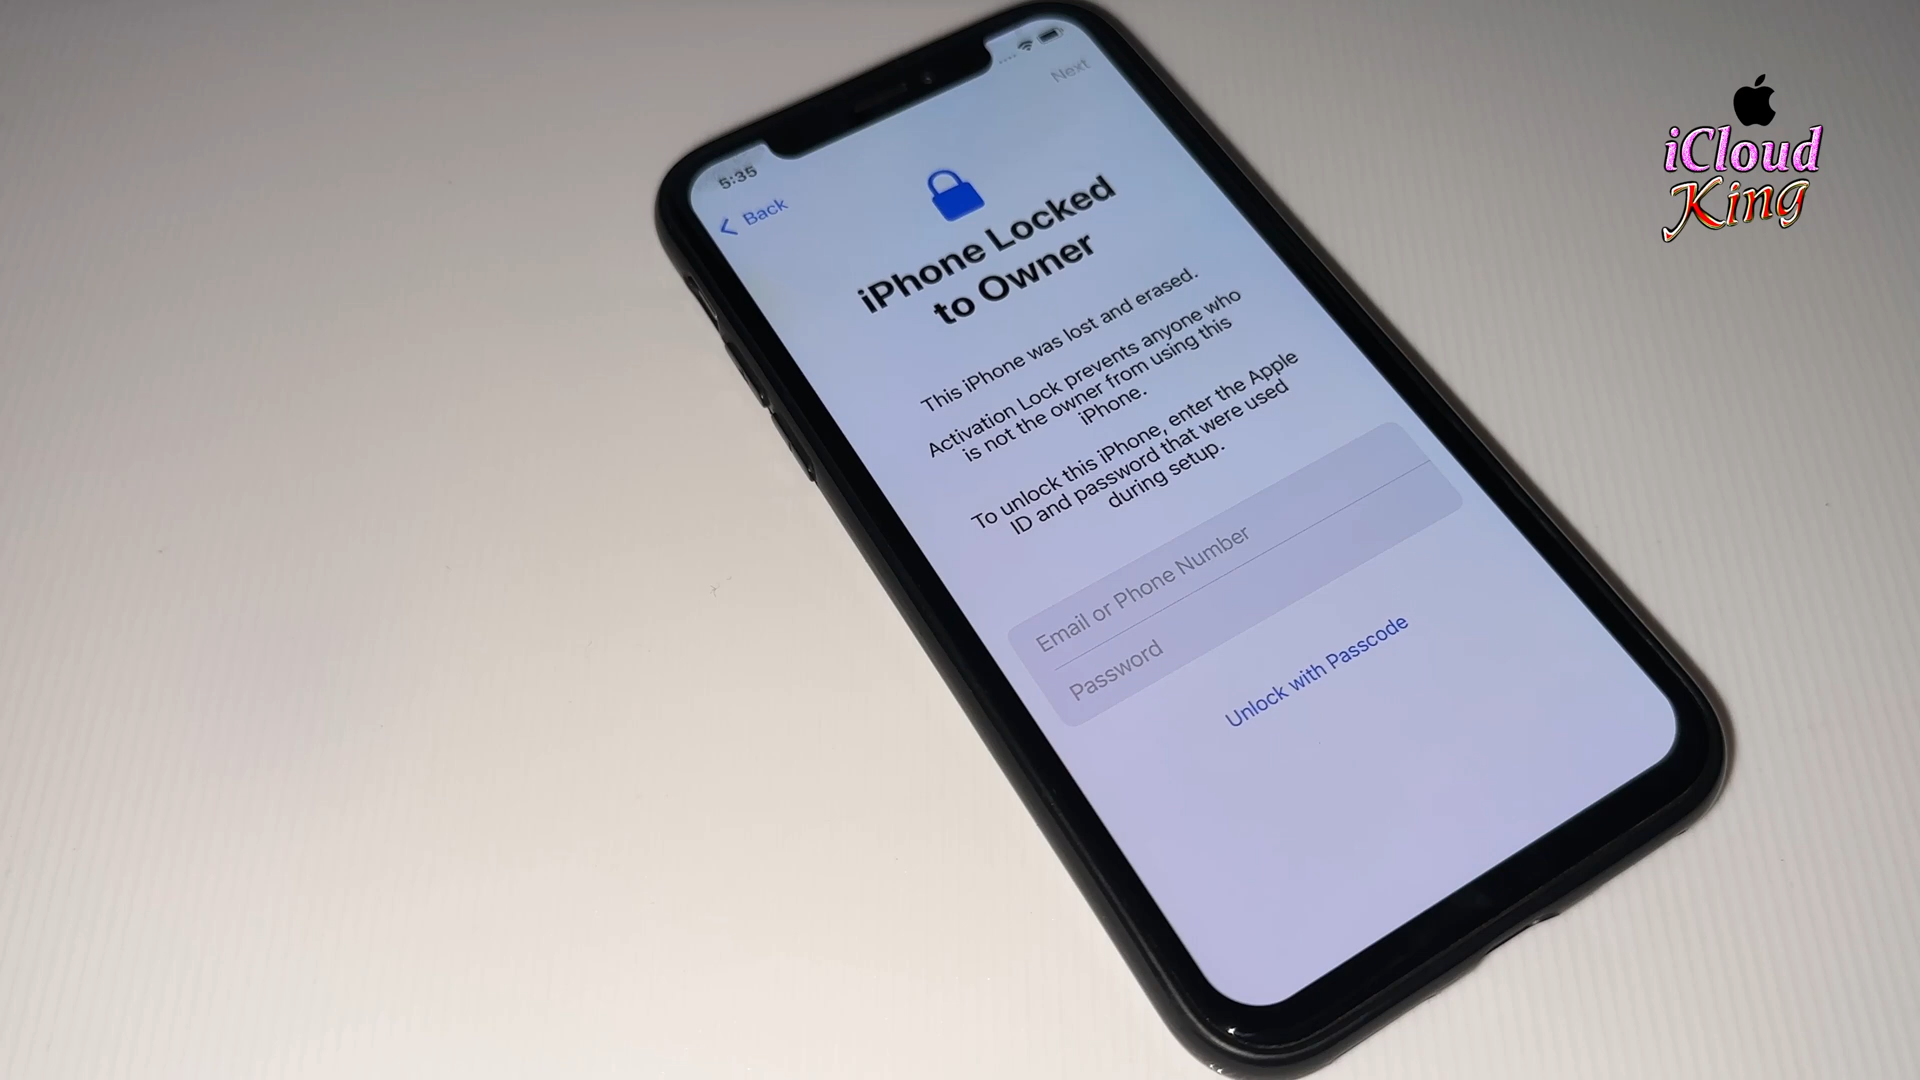 5:35
Next
Back
iPhone Locked
to Owner
This iPhone was lost and erased.
Activation Lock prevents anyone who
is not the owner from using this
iPhone.
To unlock this iPhone, enter the Apple
ID and password that were used
during setup.
Email or Phone Number
Password
Unlock with Passcode
iCloud
King